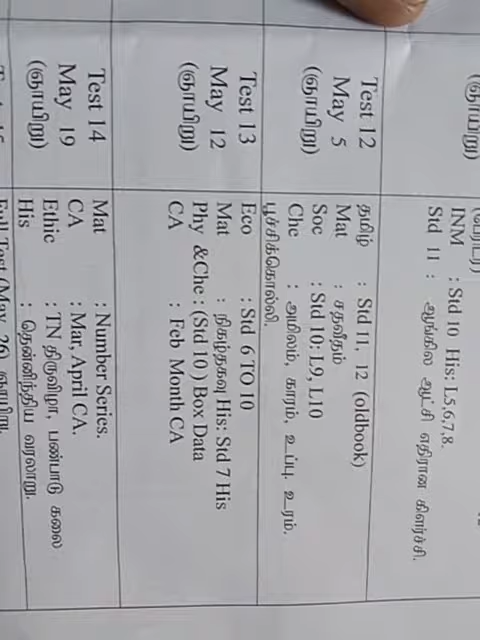 (ஞாயிறு)
INM : Std 10 His: L5,6,7,8.
Std 11 : ஆங்கில ஆட்சி எதிரான கிளர்ச்சி.
Test 12
May 5
(ஞாயிறு)
தமிழ் : Std 11, 12 (oldbook)
Mat : சதவீதம்
Soc : Std 10: L9, L10
Che : அமிலம், காரம், உப்பு, உரம்.
பூச்சிக்கொல்லி.
Test 13
May 12
(ஞாயிறு)
Eco : Std 6 TO 10
Mat : நிகழ்தகவு His: Std 7 His
Phy &Che : (Std 10 ) Box Data
CA : Feb Month CA
Test 14
May 19
(ஞாயிறு)
Mat : Number Series.
CA : Mar, April CA.
Ethic : TN திருவிழா, பண்பாடு கலை
His : தென்னிந்திய வரலாறு.
Full Test (May 26) ஞாயிறு.